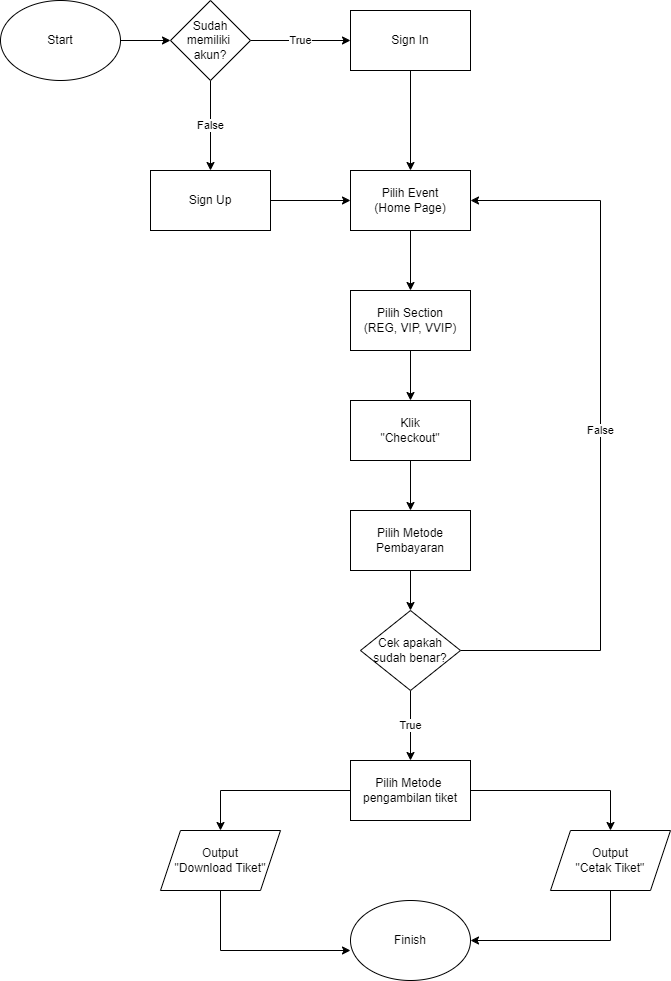 Start
Sudah
memiliki
akun?
True
Sign In
False
Sign Up
Pilih Event
(Home Page)
Pilih Section
(REG, VIP, VVIP)
Klik
"Checkout"
False
Pilih Metode
Pembayaran
Cek apakah
sudah benar?
True
Pilih Metode
pengambilan tiket
Output
"Download Tiket"
Output
"Cetak Tiket"
Finish